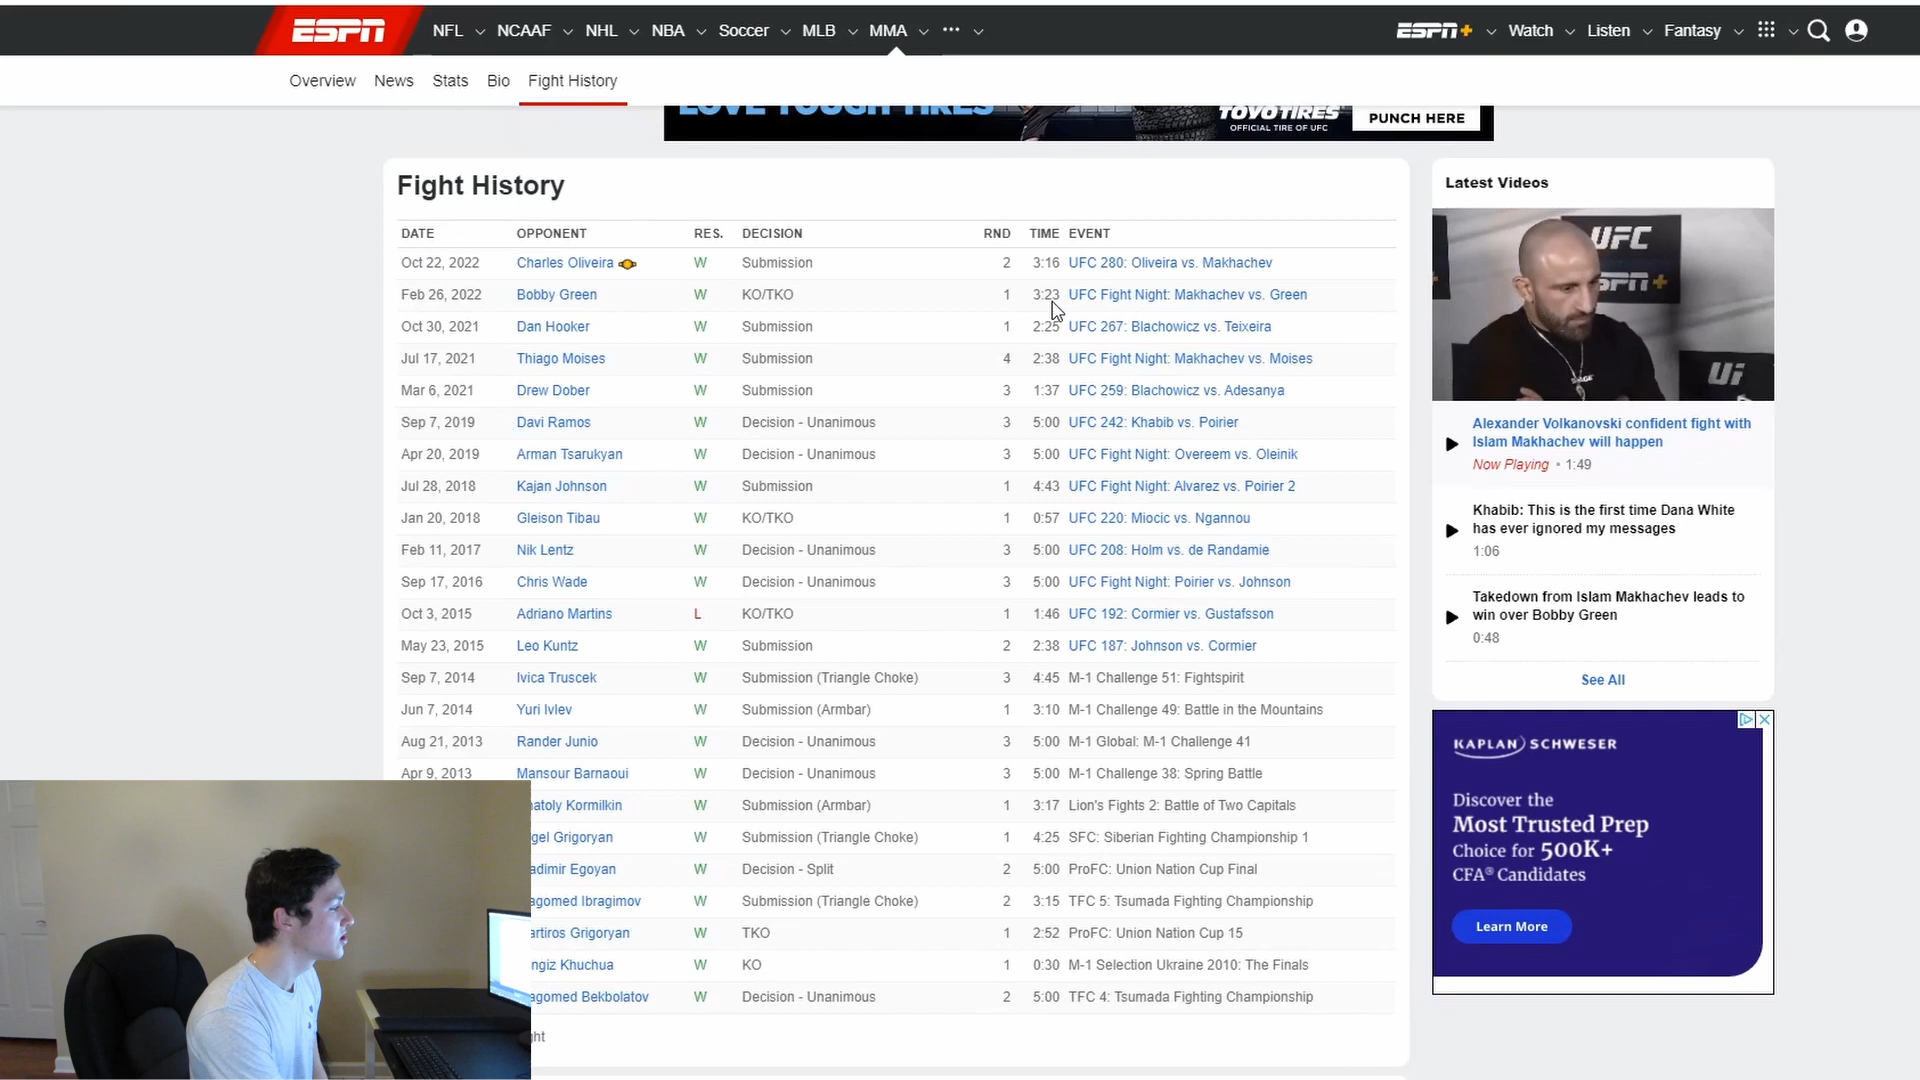 ESPN NFL NCAAF NHL NBA Soccer MLB MMA ••• ESPN+ Watch Listen Fantasy
Overview News Stats Bio Fight History
LOVE TOUGH TIRES
TOYO TIRES
OFFICIAL TIRE OF UFC
PUNCH HERE
Fight History
DATE OPPONENT RES. DECISION RND TIME EVENT
Oct 22, 2022 Charles Oliveira W Submission 2 3:16 UFC 280: Oliveira vs. Makhachev
Feb 26, 2022 Bobby Green W KO/TKO 1 3:23 UFC Fight Night: Makhachev vs. Green
Oct 30, 2021 Dan Hooker W Submission 1 2:25 UFC 267: Blachowicz vs. Teixeira
Jul 17, 2021 Thiago Moises W Submission 4 2:38 UFC Fight Night: Makhachev vs. Moises
Mar 6, 2021 Drew Dober W Submission 3 1:37 UFC 259: Blachowicz vs. Adesanya
Sep 7, 2019 Davi Ramos W Decision - Unanimous 3 5:00 UFC 242: Khabib vs. Poirier
Apr 20, 2019 Arman Tsarukyan W Decision - Unanimous 3 5:00 UFC Fight Night: Overeem vs. Oleinik
Jul 28, 2018 Kajan Johnson W Submission 1 4:43 UFC Fight Night: Alvarez vs. Poirier 2
Jan 20, 2018 Gleison Tibau W KO/TKO 1 0:57 UFC 220: Miocic vs. Ngannou
Feb 11, 2017 Nik Lentz W Decision - Unanimous 3 5:00 UFC 208: Holm vs. de Randamie
Sep 17, 2016 Chris Wade W Decision - Unanimous 3 5:00 UFC Fight Night: Poirier vs. Johnson
Oct 3, 2015 Adriano Martins L KO/TKO 1 1:46 UFC 192: Cormier vs. Gustafsson
May 23, 2015 Leo Kuntz W Submission 2 2:38 UFC 187: Johnson vs. Cormier
Sep 7, 2014 Ivica Truscek W Submission (Triangle Choke) 3 4:45 M-1 Challenge 51: Fightspirit
Jun 7, 2014 Yuri Ivlev W Submission (Armbar) 1 3:10 M-1 Challenge 49: Battle in the Mountains
Aug 21, 2013 Rander Junio W Decision - Unanimous 3 5:00 M-1 Global: M-1 Challenge 41
Apr 9, 2013 Mansour Barnaoui W Decision - Unanimous 3 5:00 M-1 Challenge 38: Spring Battle
natoly Kormilkin W Submission (Armbar) 1 3:17 Lion's Fights 2: Battle of Two Capitals
gel Grigoryan W Submission (Triangle Choke) 1 4:25 SFC: Siberian Fighting Championship 1
adimir Egoyan W Decision - Split 2 5:00 ProFC: Union Nation Cup Final
agomed Ibragimov W Submission (Triangle Choke) 2 3:15 TFC 5: Tsumada Fighting Championship
artiros Grigoryan W TKO 1 2:52 ProFC: Union Nation Cup 15
ngiz Khuchua W KO 1 0:30 M-1 Selection Ukraine 2010: The Finals
agomed Bekbolatov W Decision - Unanimous 2 5:00 TFC 4: Tsumada Fighting Championship
ght
Latest Videos
UFC
ESPN+
Alexander Volkanovski confident fight with
Islam Makhachev will happen
Now Playing • 1:49
Khabib: This is the first time Dana White
has ever ignored my messages
1:06
Takedown from Islam Makhachev leads to
win over Bobby Green
0:48
See All
KAPLAN SCHWESER
Discover the
Most Trusted Prep
Choice for 500K+
CFA® Candidates
Learn More